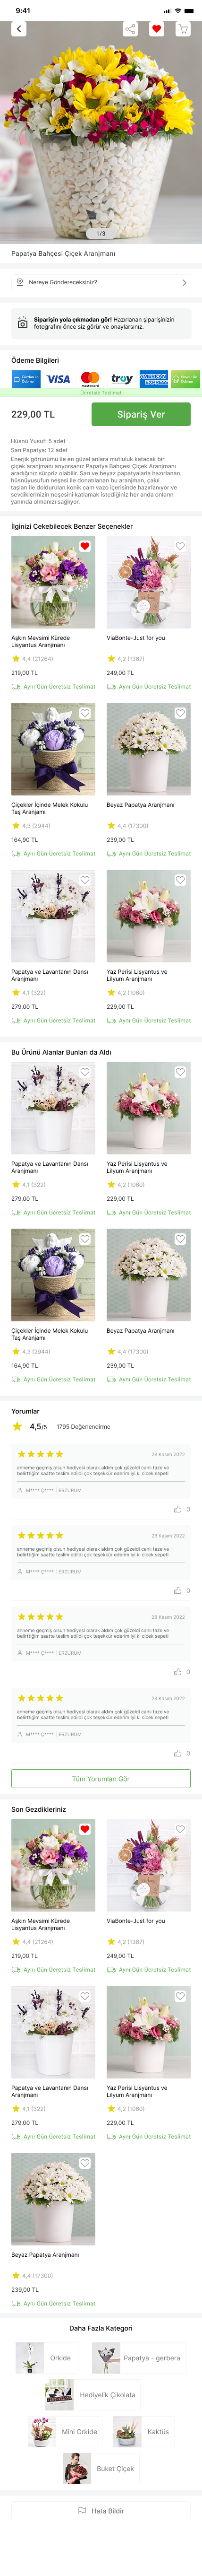 9:41
1/3
Papatya Bahçesi Çiçek Aranjmanı
Nereye Göndereceksiniz?
Siparişin yola çıkmadan gör! Hazırlanan siparişinizin
fotoğrafını önce siz görür ve onaylarsınız.
Ödeme Bilgileri
VISA
mastercard
troy
AMERICAN
EXPRESS
Ücretsiz Teslimat
229,00 TL
Sipariş Ver
Hüsnü Yusuf: 5 adet
Sarı Papatya: 12 adet
Enerjik görünümü ile en güzel anlara mutluluk katacak bir
çiçek aranjmanı arıyorsanız Papatya Bahçesi Çiçek Aranjmanı
aradığınız sürpriz olabilir. Sarı ve beyaz papatyalarla hazırlanan,
hüsnüyusufun neşesi ile donatılanan bu aranjman, çakıl
taşları ile doldurulan konik cam vazo içerisinde hazırlanıyor ve
sevdiklerinizin neşesini katlamak istediğiniz her anda onların
yanında olmanızı sağlıyor.
İlginizi Çekebilecek Benzer Seçenekler
Aşkın Mevsimi Kürede
Lisyantus Aranjmanı
4,4 (21264)
219,00 TL
Aynı Gün Ücretsiz Teslimat
ViaBonte-Just for you
4,2 (1387)
249,00 TL
Aynı Gün Ücretsiz Teslimat
Çiçekler İçinde Melek Kokulu
Taş Aranjamı
4,3 (2944)
164,90 TL
Aynı Gün Ücretsiz Teslimat
Beyaz Papatya Aranjmanı
4,4 (17300)
239,00 TL
Aynı Gün Ücretsiz Teslimat
Papatya ve Lavantanın Dansı
Aranjmanı
4,1 (322)
279,00 TL
Aynı Gün Ücretsiz Teslimat
Yaz Perisi Lisyantus ve
Lilyum Aranjmanı
4,2 (1060)
229,00 TL
Aynı Gün Ücretsiz Teslimat
Bu Ürünü Alanlar Bunları da Aldı
Papatya ve Lavantanın Dansı
Aranjmanı
4,1 (322)
279,00 TL
Aynı Gün Ücretsiz Teslimat
Yaz Perisi Lisyantus ve
Lilyum Aranjmanı
4,2 (1060)
229,00 TL
Aynı Gün Ücretsiz Teslimat
Çiçekler İçinde Melek Kokulu
Taş Aranjamı
4,3 (2944)
164,90 TL
Aynı Gün Ücretsiz Teslimat
Beyaz Papatya Aranjmanı
4,4 (17300)
239,00 TL
Aynı Gün Ücretsiz Teslimat
Yorumlar
4,5/5 1795 Değerlendirme
28 Kasım 2022
anneme geçmiş olsun hediyesi olarak aldım çok güzeldi canlı taze ve
belirttiğim saatte teslim edildi çok teşekkür ederim iyi ki cicek sepeti
M**** Ç**** ERZURUM
0
28 Kasım 2022
anneme geçmiş olsun hediyesi olarak aldım çok güzeldi canlı taze ve
belirttiğim saatte teslim edildi çok teşekkür ederim iyi ki cicek sepeti
M**** Ç**** ERZURUM
0
28 Kasım 2022
anneme geçmiş olsun hediyesi olarak aldım çok güzeldi canlı taze ve
belirttiğim saatte teslim edildi çok teşekkür ederim iyi ki cicek sepeti
M**** Ç**** ERZURUM
0
28 Kasım 2022
anneme geçmiş olsun hediyesi olarak aldım çok güzeldi canlı taze ve
belirttiğim saatte teslim edildi çok teşekkür ederim iyi ki cicek sepeti
M**** Ç**** ERZURUM
0
Tüm Yorumları Gör
Son Gezdikleriniz
Aşkın Mevsimi Kürede
Lisyantus Aranjmanı
4,4 (21264)
219,00 TL
Aynı Gün Ücretsiz Teslimat
ViaBonte-Just for you
4,2 (1387)
249,00 TL
Aynı Gün Ücretsiz Teslimat
Papatya ve Lavantanın Dansı
Aranjmanı
4,1 (322)
279,00 TL
Aynı Gün Ücretsiz Teslimat
Yaz Perisi Lisyantus ve
Lilyum Aranjmanı
4,2 (1060)
229,00 TL
Aynı Gün Ücretsiz Teslimat
Beyaz Papatya Aranjmanı
4,4 (17300)
239,00 TL
Aynı Gün Ücretsiz Teslimat
Daha Fazla Kategori
Orkide
Papatya - gerbera
Hediyelik Çikolata
Mini Orkide
Kaktüs
Buket Çiçek
Hata Bildir